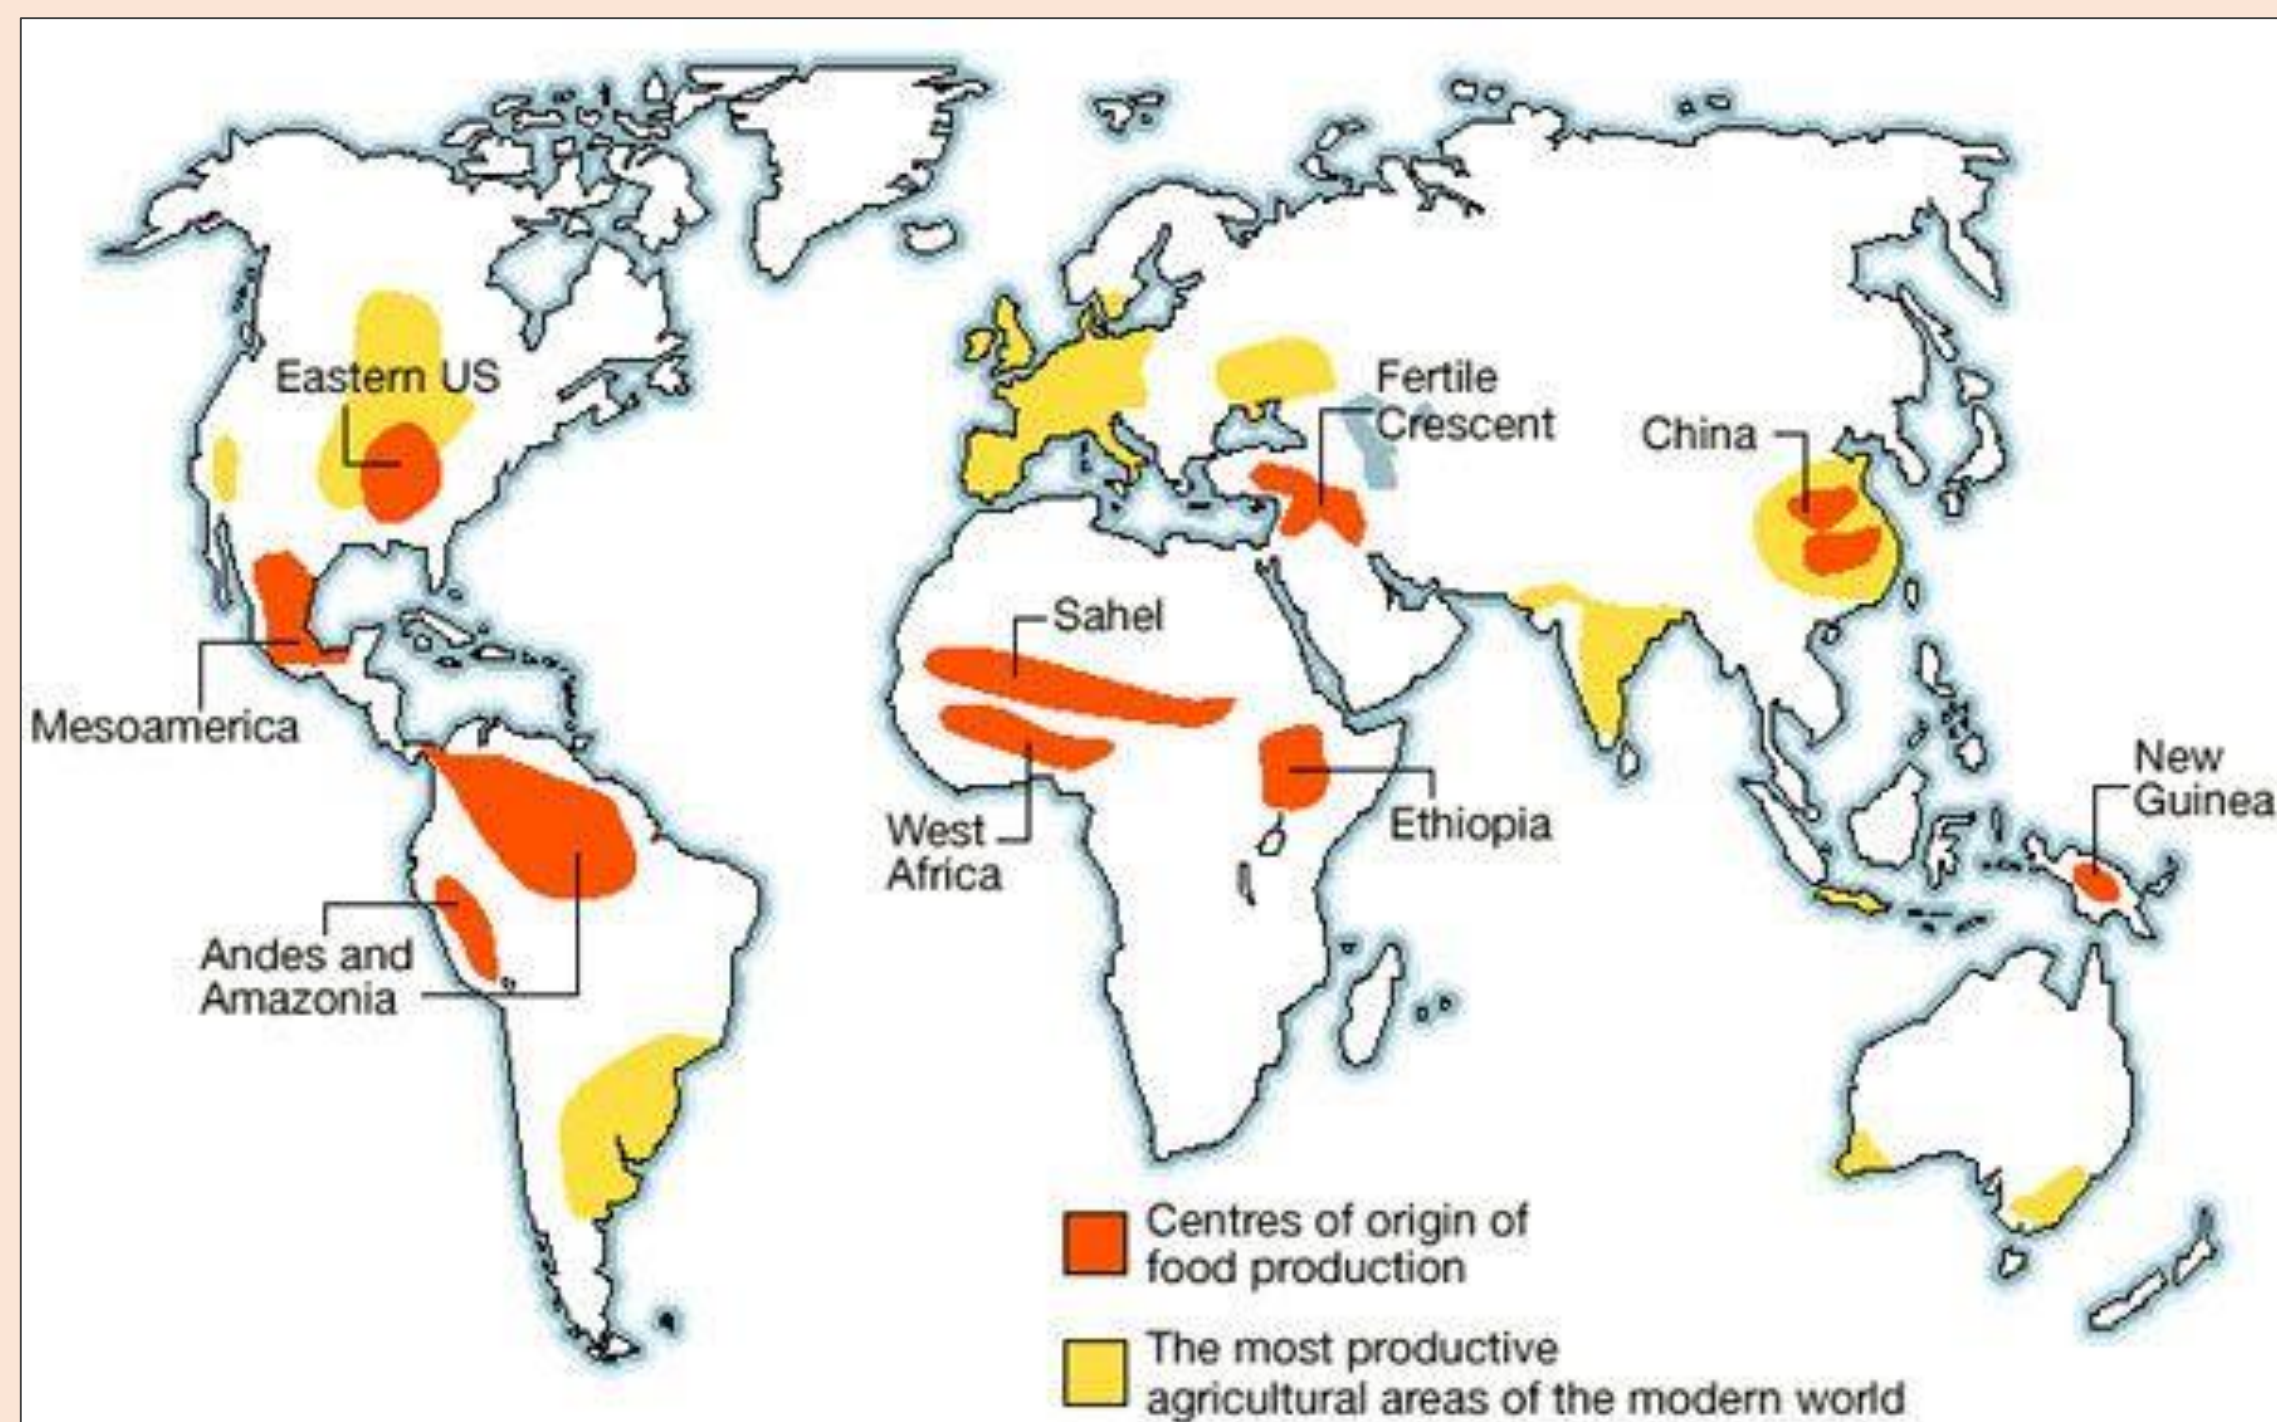 Eastern US
Fertile
Crescent
China
Sahel
Mesoamerica
New
Guinea
West
Africa
Ethiopia
Andes and
Amazonia
Centres of origin of
food production
The most productive
agricultural areas of the modern world